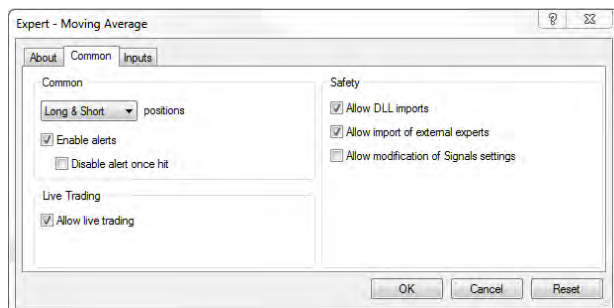 Expert - Moving Average
About Common Inputs
Common
Long & Short positions
Enable alerts
Disable alert once hit
Live Trading
Allow live trading
Safety
Allow DLL imports
Allow import of external experts
Allow modification of Signals settings
OK Cancel Reset